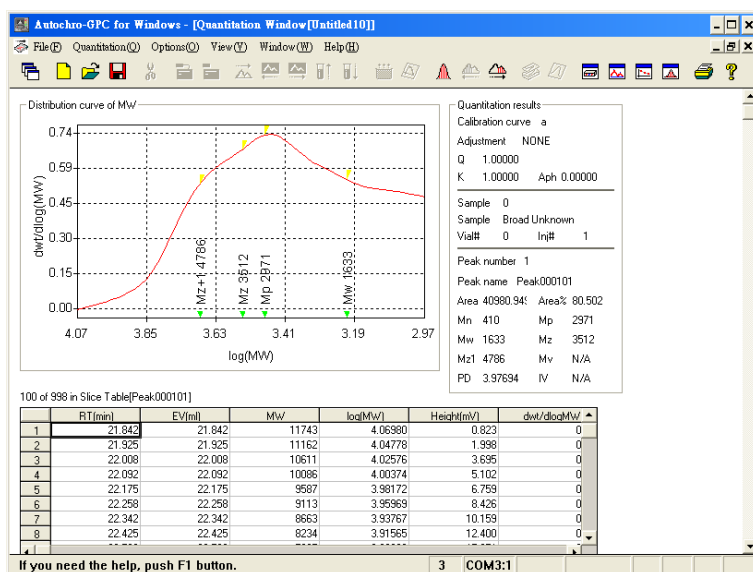 Autochro-GPC for Windows - [Quantitation Window[Untitled10]]
File(F) Quantitation(Q) Options(O) View(V) Window(W) Help(H)
Distribution curve of MW
0.74
0.59
0.45
0.30
0.15
0.00
dwt/dlog(MW)
Mz+1 4786
Mz 3512
Mp 2971
Mw 1633
4.07 3.85 3.63 3.41 3.19 2.97
log(MW)
Quantitation results
Calibration curve a
Adjustment NONE
Q 1.00000
K 1.00000 Aph 0.00000
Sample 0
Sample Broad Unknown
Vial# 0 Inj# 1
Peak number 1
Peak name Peak000101
Area 40980.94 Area% 80.502
Mn 410 Mp 2971
Mw 1633 Mz 3512
Mz1 4786 Mv N/A
PD 3.97694 IV N/A
100 of 998 in Slice Table[Peak000101]
RT(min) EV(ml) MW log(MW) Height(mV) dwt/dlogMW
1 21.842 21.842 11743 4.06980 0.823 0
2 21.925 21.925 11162 4.04778 1.998 0
3 22.008 22.008 10611 4.02576 3.695 0
4 22.092 22.092 10086 4.00374 5.102 0
5 22.175 22.175 9587 3.98172 6.759 0
6 22.258 22.258 9113 3.95969 8.426 0
7 22.342 22.342 8663 3.93767 10.159 0
8 22.425 22.425 8234 3.91565 12.400 0
If you need the help, push F1 button. 3 COM3:1